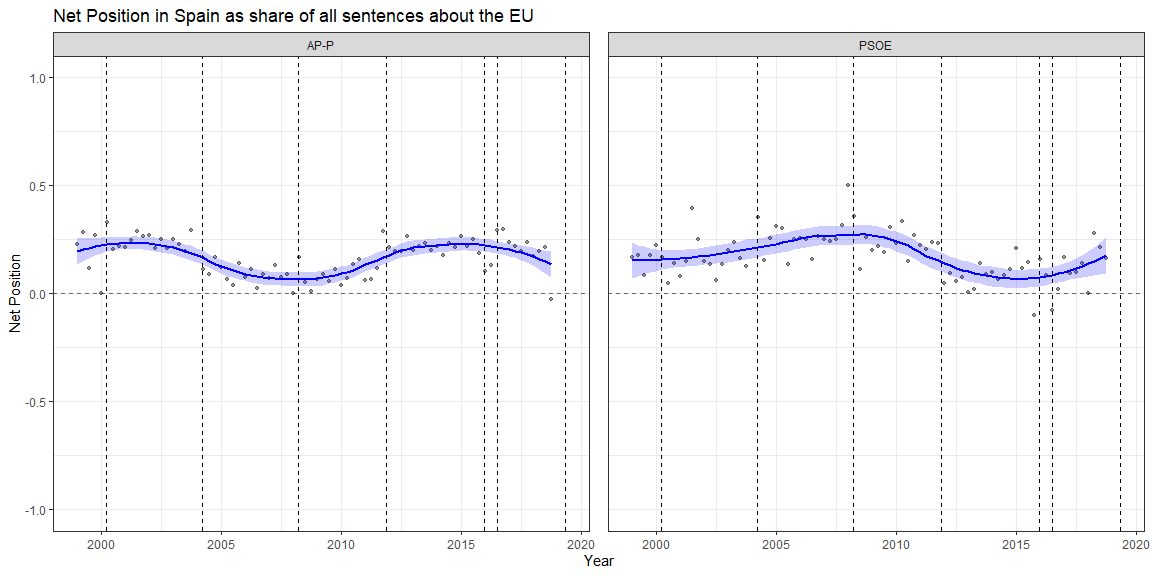 Net Position in Spain as share of all sentences about the EU
AP-P
PSOE
Net Position
1.0
0.5
0.0
-0.5
-1.0
2000 2005 2010 2015 2020
2000 2005 2010 2015 2020
Year